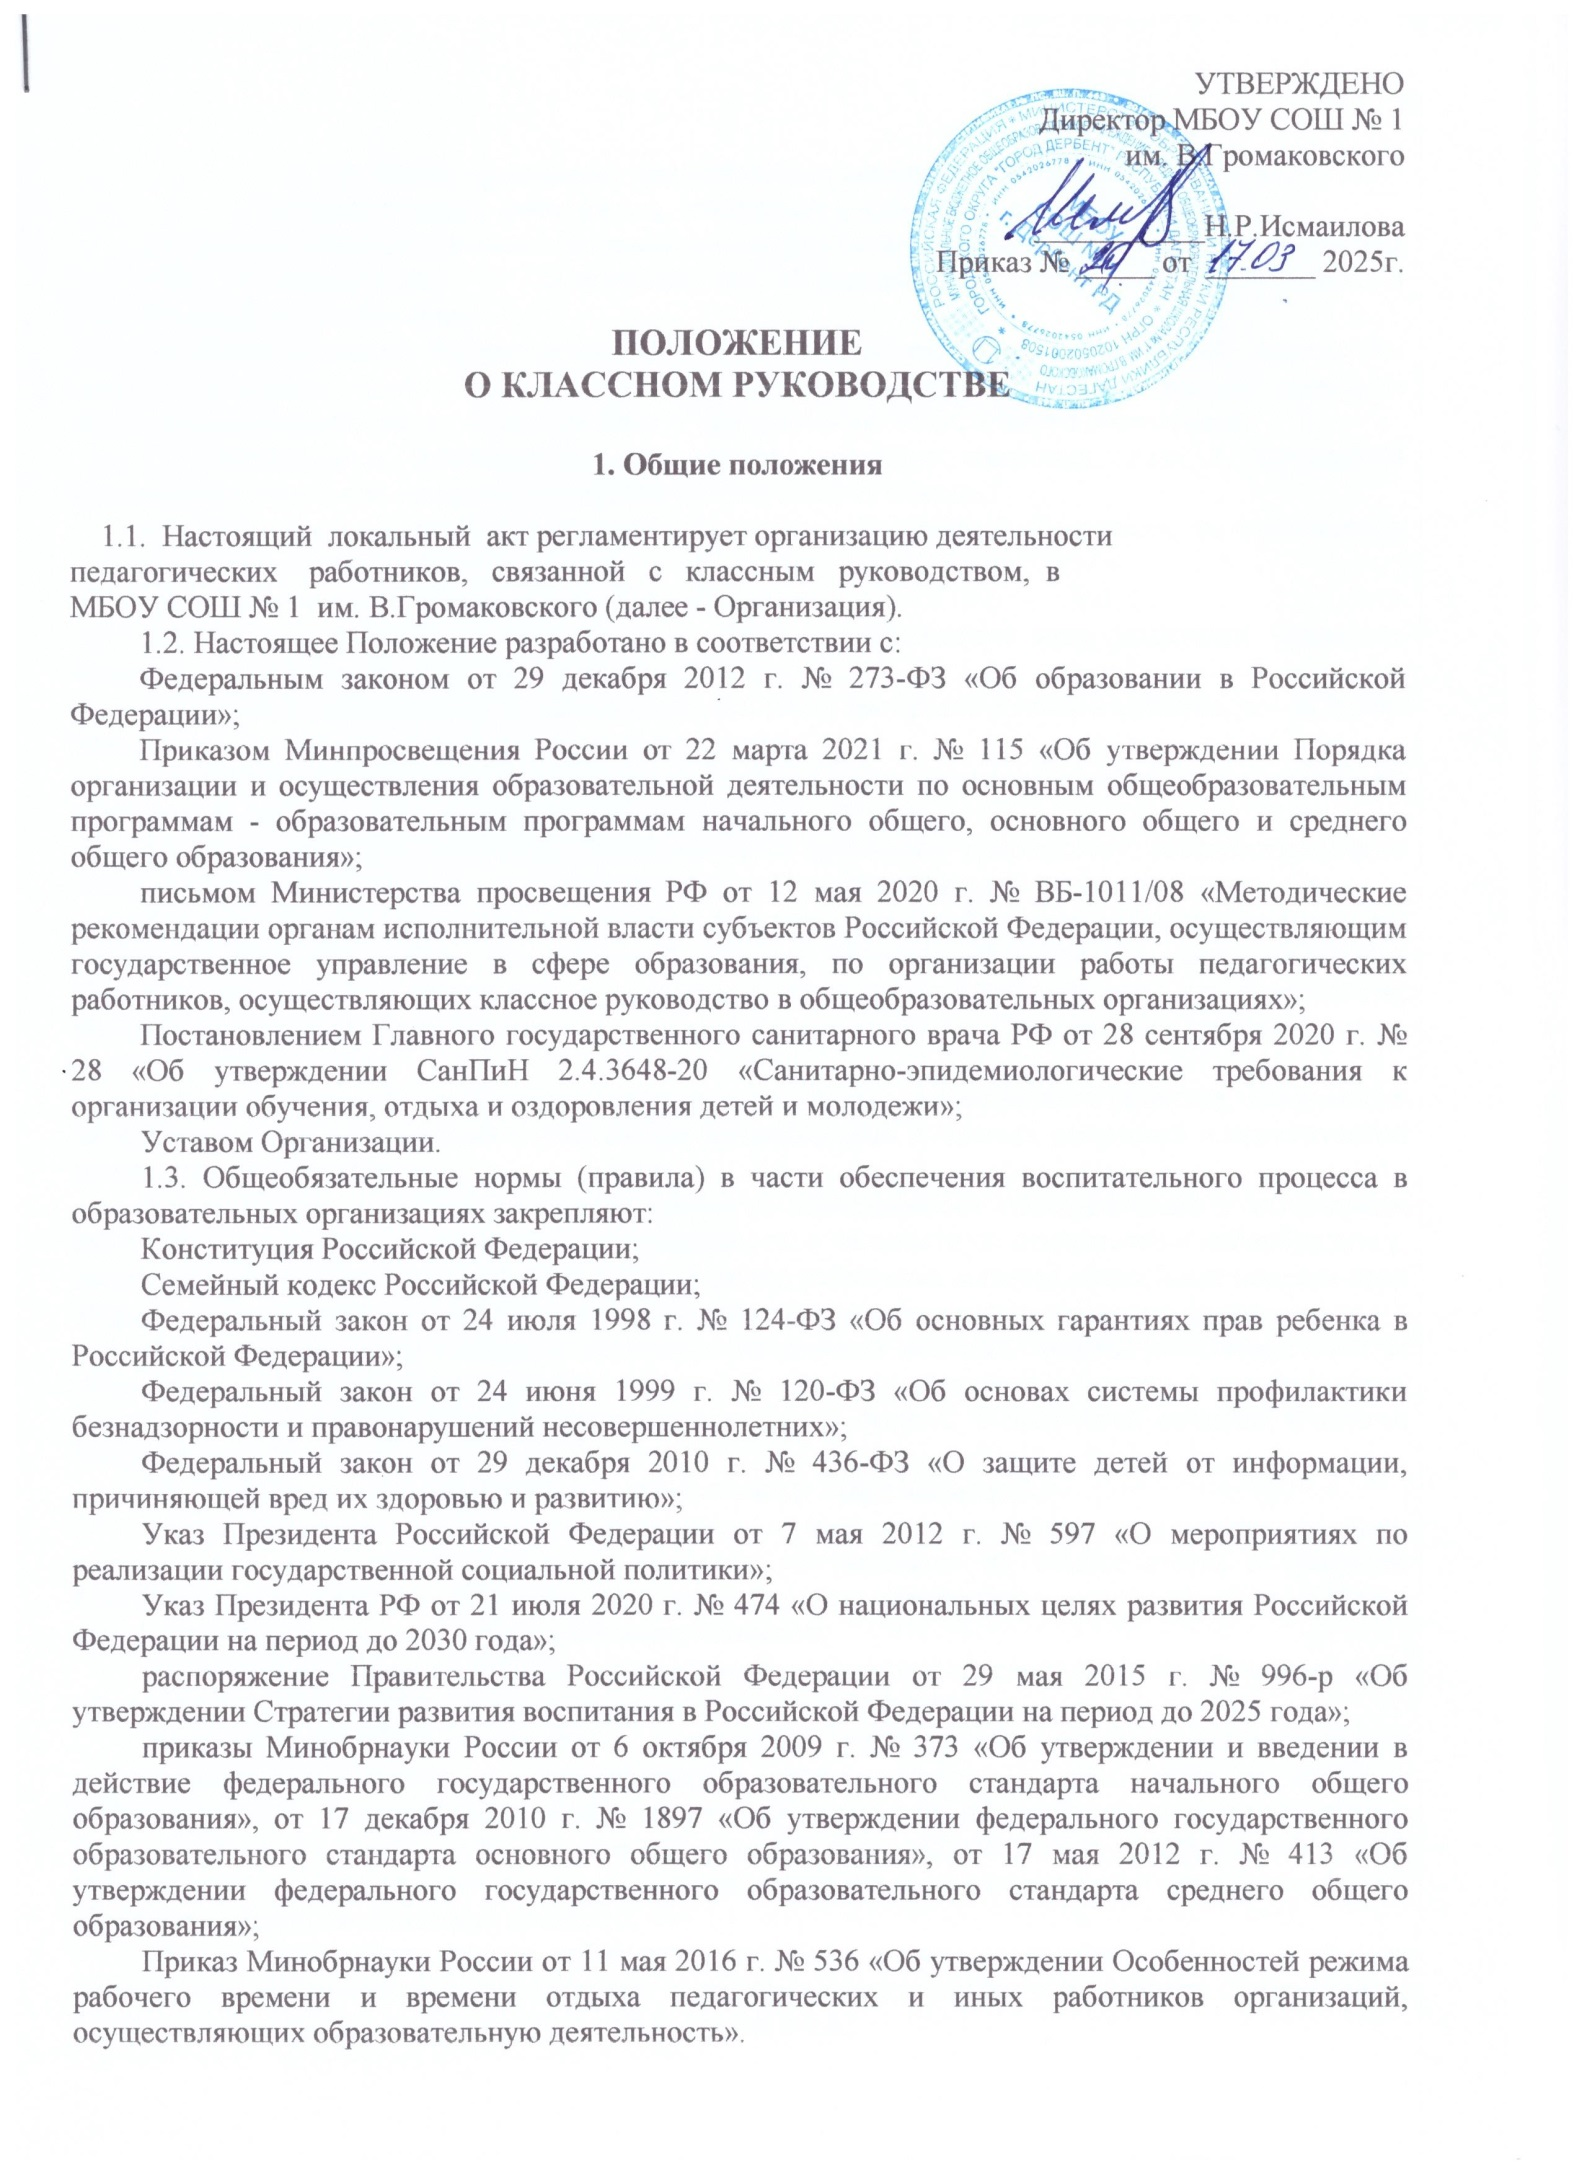 УТВЕРЖДЕНО
Директор МБОУ СОШ № 1
им. В.Громаковского
Н.Р.Исмаилова
Приказ № от 17.03 2025г.
МБОУ
СОШ №1
г. Дербент РД
ПОЛОЖЕНИЕ
О КЛАССНОМ РУКОВОДСТВЕ
1. Общие положения
1.1. Настоящий локальный акт регламентирует организацию деятельности
педагогических работников, связанной с классным руководством, в
МБОУ СОШ № 1 им. В.Громаковского (далее - Организация).
1.2. Настоящее Положение разработано в соответствии с:
Федеральным законом от 29 декабря 2012 г. № 273-ФЗ «Об образовании в Российской
Федерации»;
Приказом Минпросвещения России от 22 марта 2021 г. № 115 «Об утверждении Порядка
организации и осуществления образовательной деятельности по основным общеобразовательным
программам - образовательным программам начального общего, основного общего и среднего
общего образования»;
письмом Министерства просвещения РФ от 12 мая 2020 г. № ВБ-1011/08 «Методические
рекомендации органам исполнительной власти субъектов Российской Федерации, осуществляющим
государственное управление в сфере образования, по организации работы педагогических
работников, осуществляющих классное руководство в общеобразовательных организациях»;
Постановлением Главного государственного санитарного врача РФ от 28 сентября 2020 г. №
28 «Об утверждении СанПиН 2.4.3648-20 «Санитарно-эпидемиологические требования к
организации обучения, отдыха и оздоровления детей и молодежи»;
Уставом Организации.
1.3. Общеобязательные нормы (правила) в части обеспечения воспитательного процесса в
образовательных организациях закрепляют:
Конституция Российской Федерации;
Семейный кодекс Российской Федерации;
Федеральный закон от 24 июля 1998 г. № 124-ФЗ «Об основных гарантиях прав ребенка в
Российской Федерации»;
Федеральный закон от 24 июня 1999 г. № 120-ФЗ «Об основах системы профилактики
безнадзорности и правонарушений несовершеннолетних»;
Федеральный закон от 29 декабря 2010 г. № 436-ФЗ «О защите детей от информации,
причиняющей вред их здоровью и развитию»;
Указ Президента Российской Федерации от 7 мая 2012 г. № 597 «О мероприятиях по
реализации государственной социальной политики»;
Указ Президента РФ от 21 июля 2020 г. № 474 «О национальных целях развития Российской
Федерации на период до 2030 года»;
распоряжение Правительства Российской Федерации от 29 мая 2015 г. № 996-р «Об
утверждении Стратегии развития воспитания в Российской Федерации на период до 2025 года»;
приказы Минобрнауки России от 6 октября 2009 г. № 373 «Об утверждении и введении в
действие федерального государственного образовательного стандарта начального общего
образования», от 17 декабря 2010 г. № 1897 «Об утверждении федерального государственного
образовательного стандарта основного общего образования», от 17 мая 2012 г. № 413 «Об
утверждении федерального государственного образовательного стандарта среднего общего
образования»;
Приказ Минобрнауки России от 11 мая 2016 г. № 536 «Об утверждении Особенностей режима
рабочего времени и времени отдыха педагогических и иных работников организаций,
осуществляющих образовательную деятельность».